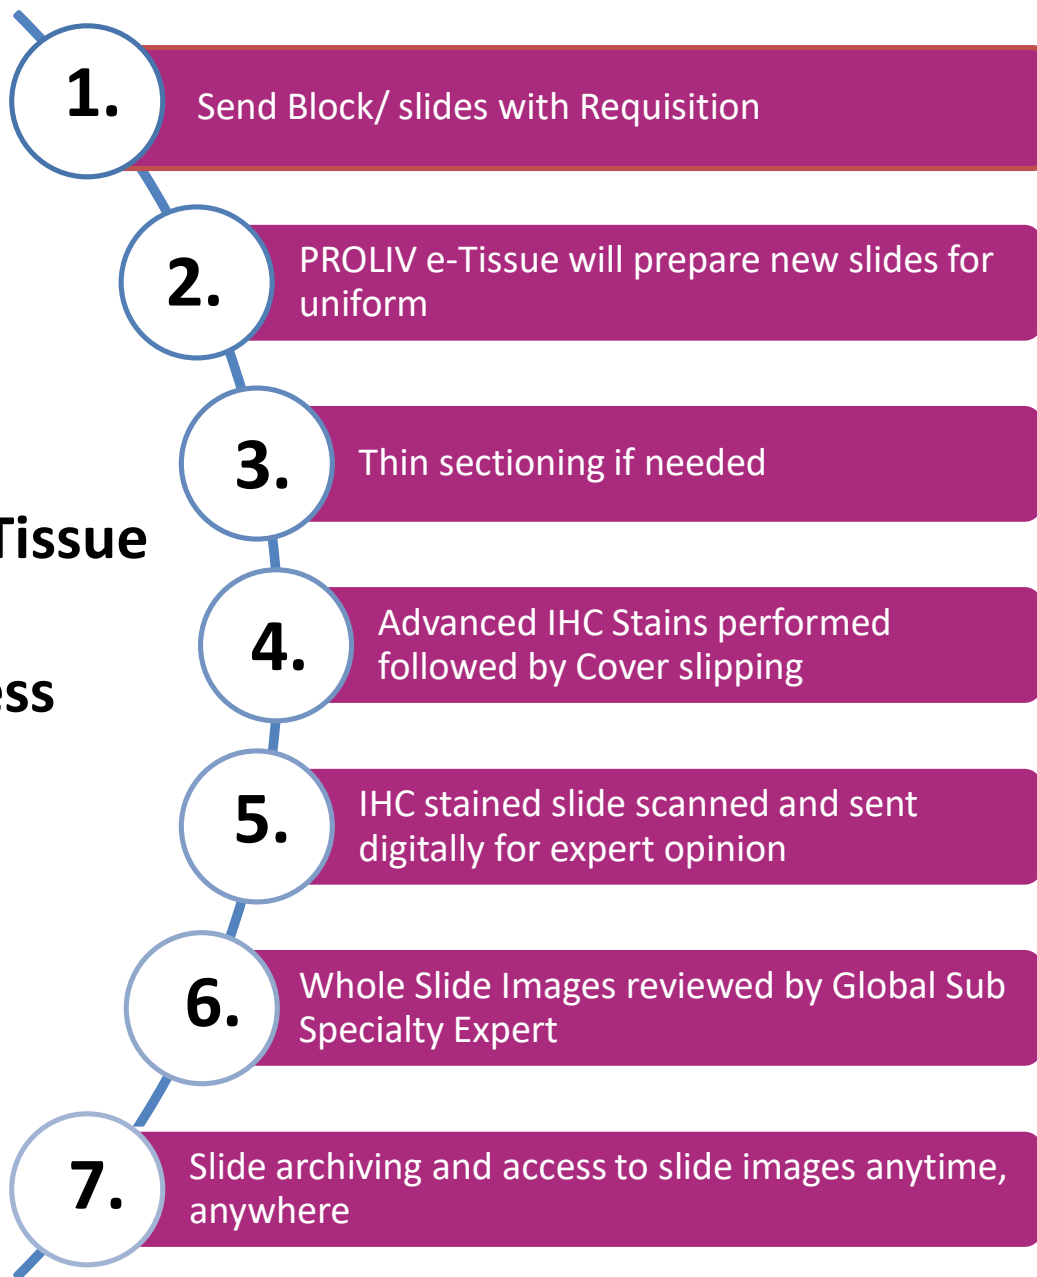 1.
Send Block/ slides with Requisition
2.
PROLIV e-Tissue will prepare new slides for
uniform
3.
Thin sectioning if needed
Tissue
4.
Advanced IHC Stains performed
followed by Cover slipping
ess
5.
IHC stained slide scanned and sent
digitally for expert opinion
6.
Whole Slide Images reviewed by Global Sub
Specialty Expert
7.
Slide archiving and access to slide images anytime,
anywhere